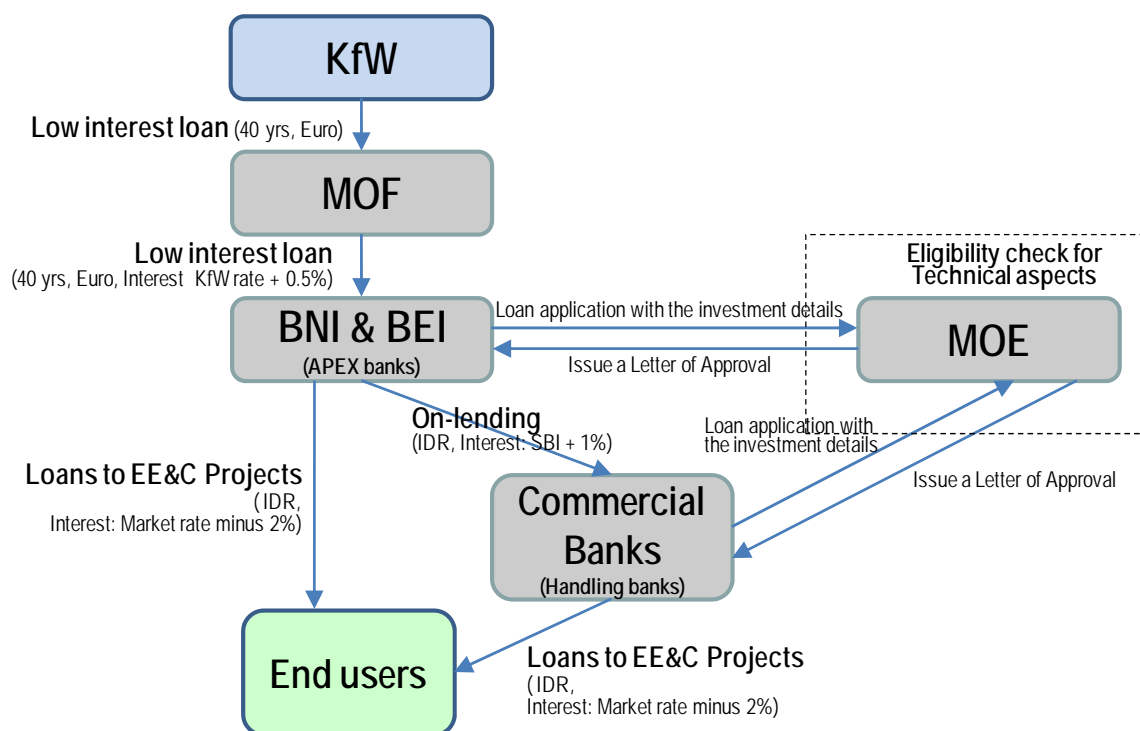 KfW
Low interest loan (40 yrs, Euro)
MOF
Low interest loan
(40 yrs, Euro, Interest KfW rate + 0.5%)
Eligibility check for
Technical aspects
BNI & BEI
(APEX banks)
Loan application with the investment details
Issue a Letter of Approval
MOE
On-lending
(IDR, Interest: SBI + 1%)
Loan application with
the investment details
Loans to EE&C Projects
(IDR,
Interest: Market rate minus 2%)
Issue a Letter of Approval
Commercial
Banks
(Handling banks)
End users
Loans to EE&C Projects
(IDR,
Interest: Market rate minus 2%)